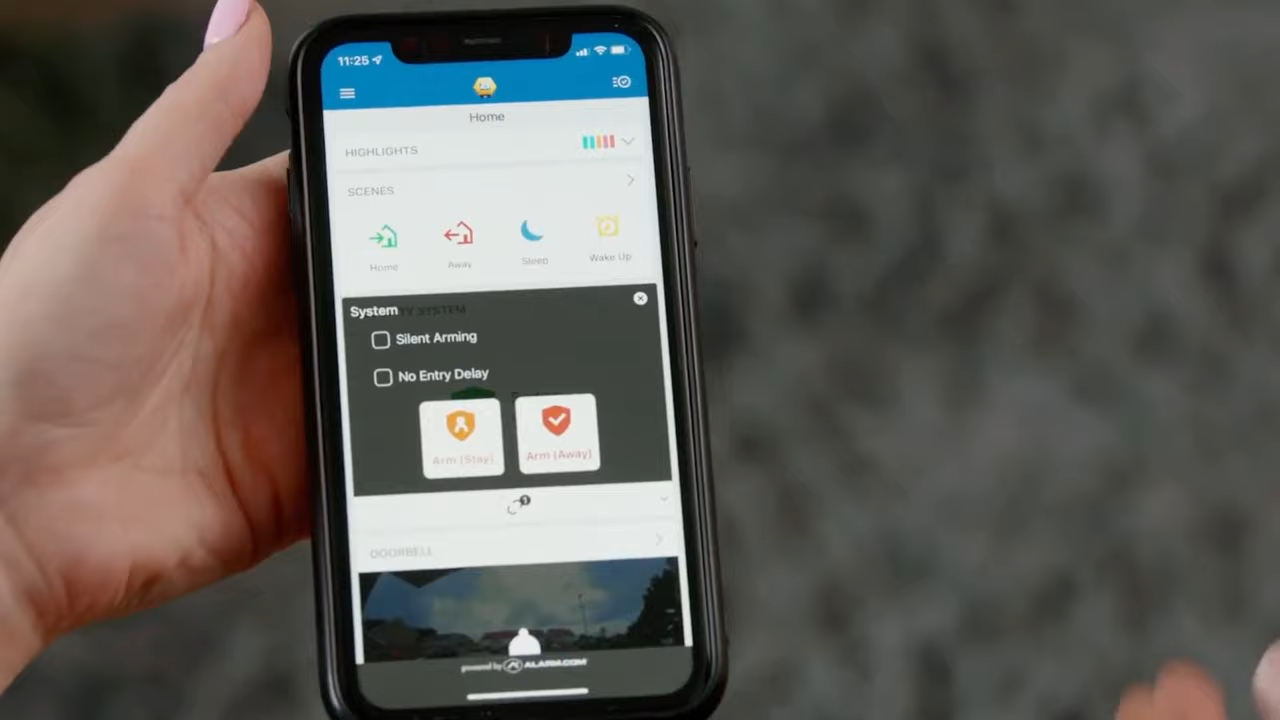 11:25
Home
HIGHLIGHTS
SCENES
Home Away Sleep Wake Up
System
Silent Arming
No Entry Delay
Arm (Stay) Arm (Away)
1
DOORBELL
powered by ALARM.COM